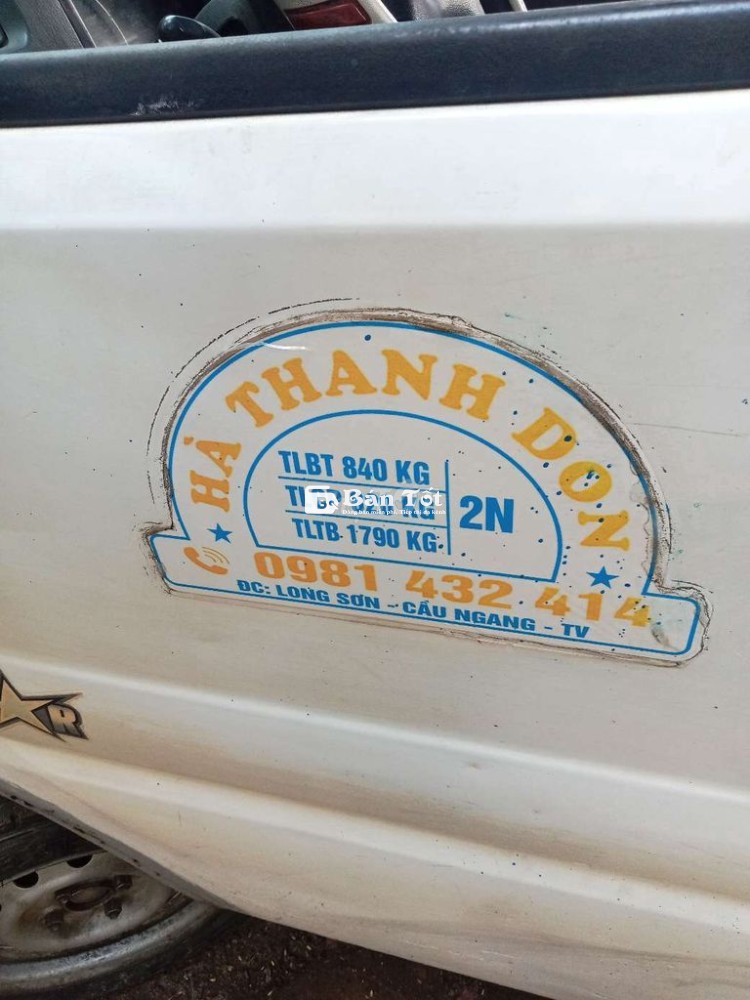 HÀ THANH DON
TLBT 840 KG
2N
Bán Tốt
TLTB 1790 KG
0981 432 414
ĐC: LONG SƠN - CẦU NGANG - TV
R